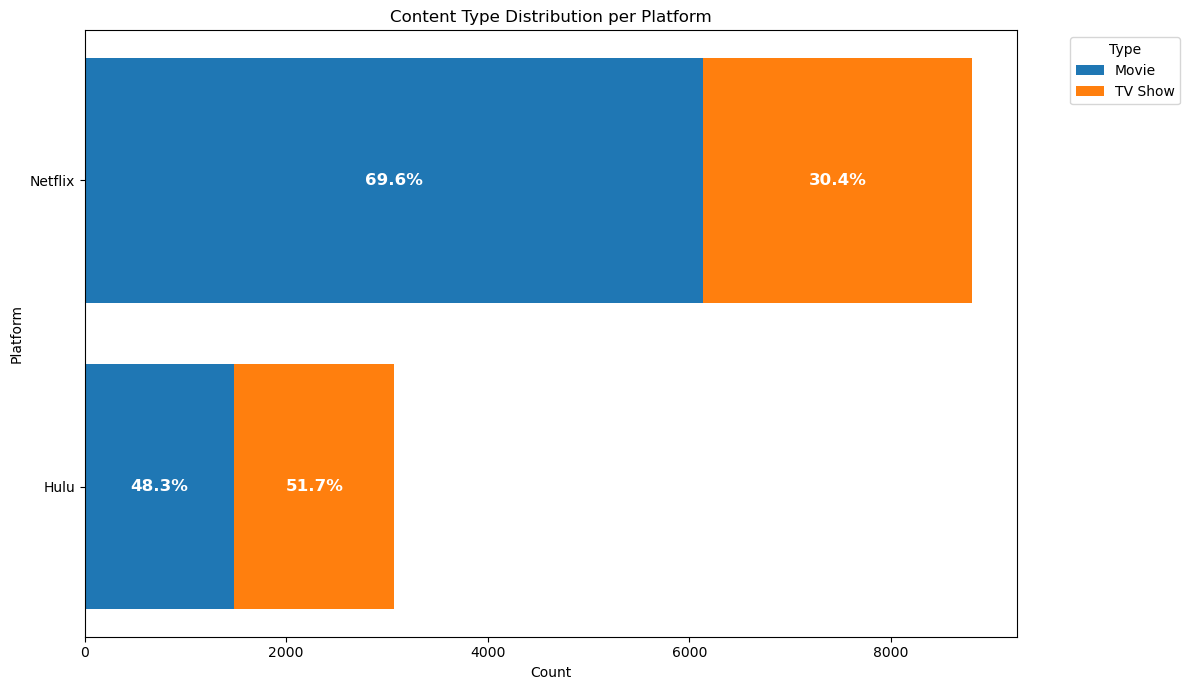 Content Type Distribution per Platform
Type
Movie
TV Show
Netflix
69.6%
30.4%
Platform
Hulu
48.3%
51.7%
0
2000
4000
6000
8000
Count